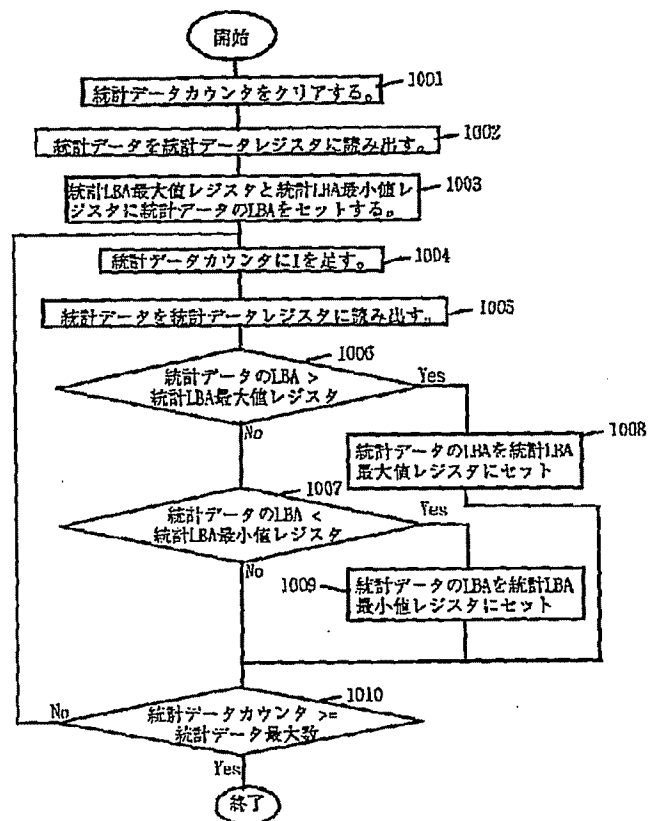 開始
統計データカウンタをクリアする。
1001
統計データを統計データレジスタに読み出す。
1002
統計LBA最大値レジスタと統計LBA最小値レ
ジスタに統計データのLBAをセットする。
1003
統計データカウンタに1を足す。
1004
統計データを統計データレジスタに読み出す。
1005
1006
統計データのLBA >
統計LBA最大値レジスタ
Yes
No
1008
統計データのLBAを統計LBA
最大値レジスタにセット
1007
統計データのLBA <
統計LBA最小値レジスタ
Yes
No
1009
統計データのLBAを統計LBA
最小値レジスタにセット
1010
統計データカウンタ >=
統計データ最大数
No
Yes
終了